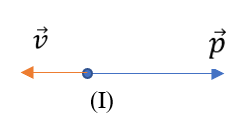 v⃗ p⃗
(I)